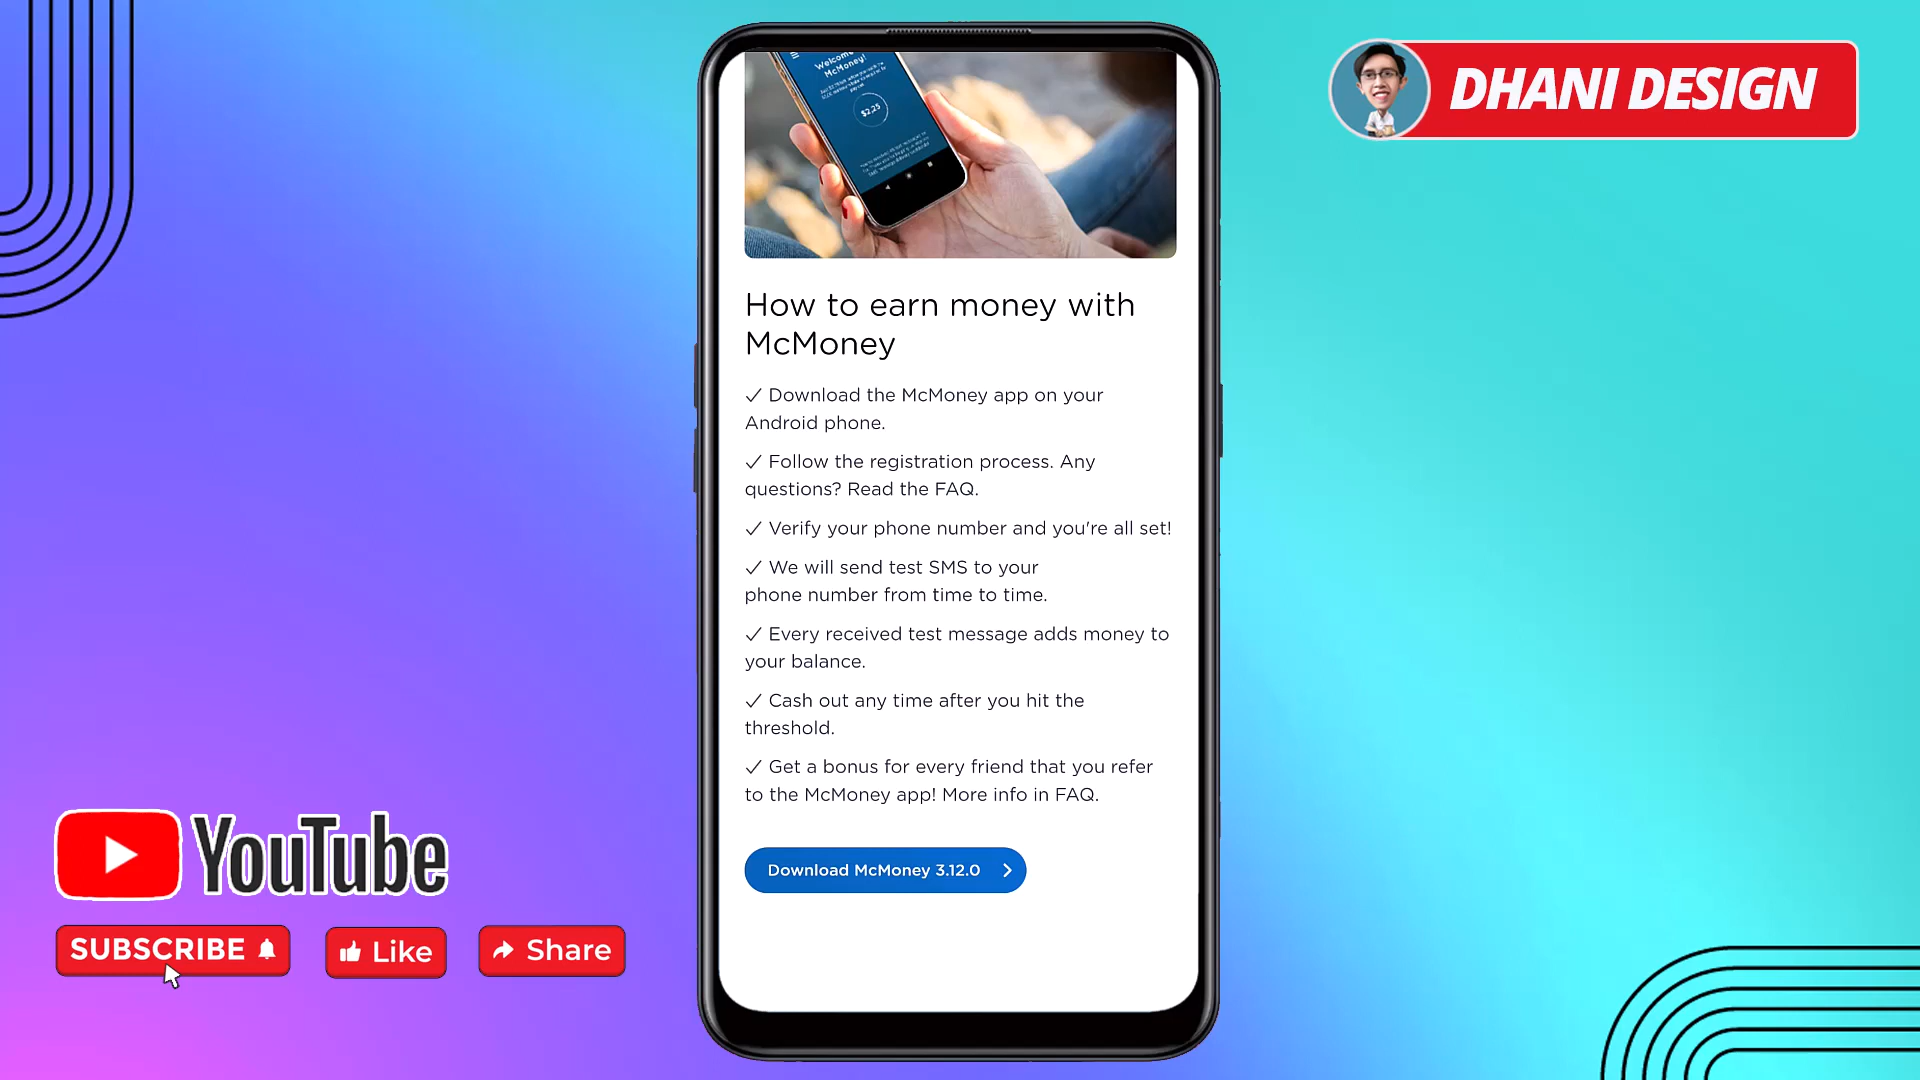 DHANI DESIGN
Welcome
McMoney!
$2,25
How to earn money with
McMoney
✓ Download the McMoney app on your
Android phone.
✓ Follow the registration process. Any
questions? Read the FAQ.
✓ Verify your phone number and you're all set!
✓ We will send test SMS to your
phone number from time to time.
✓ Every received test message adds money to
your balance.
✓ Cash out any time after you hit the
threshold.
✓ Get a bonus for every friend that you refer
to the McMoney app! More info in FAQ.
Download McMoney 3.12.0
YouTube
SUBSCRIBE
Like
Share